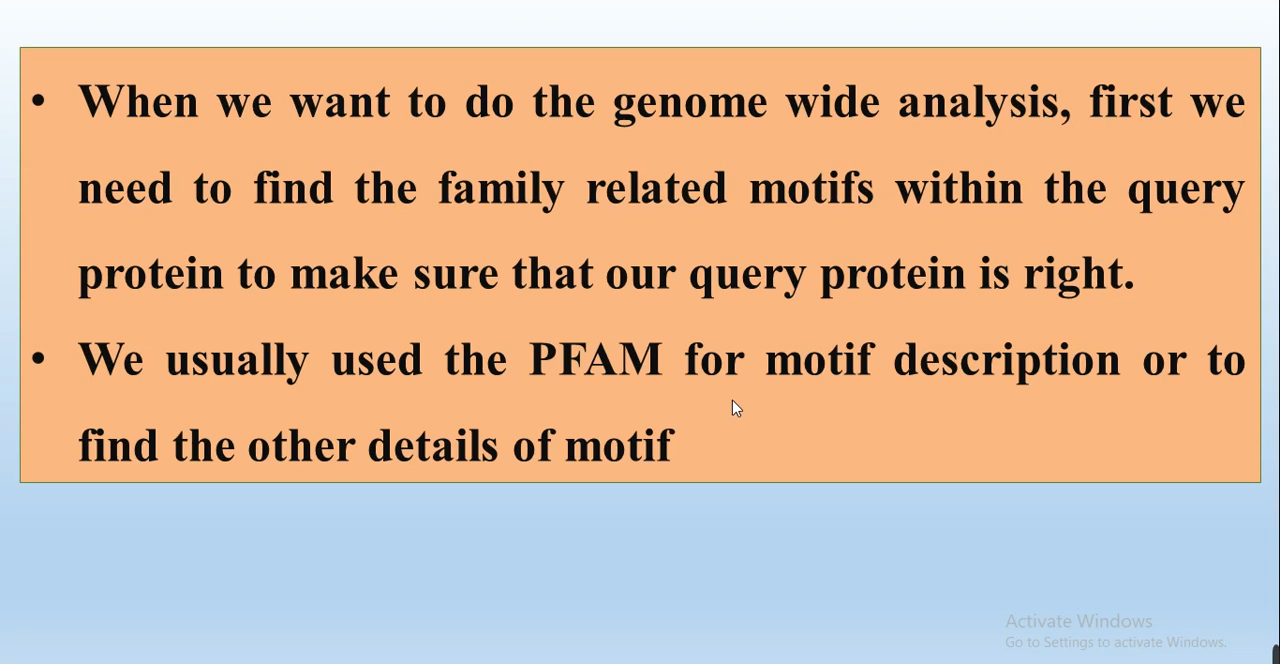 • When we want to do the genome wide analysis, first we
need to find the family related motifs within the query
protein to make sure that our query protein is right.
• We usually used the PFAM for motif description or to
find the other details of motif
Activate Windows
Go to Settings to activate Windows.